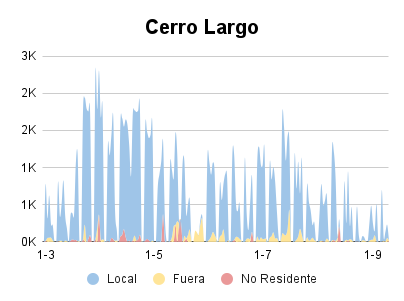 Cerro Largo
3K
2K
2K
1K
1K
0K
1-3
1-5
1-7
1-9
Local
Fuera
No Residente